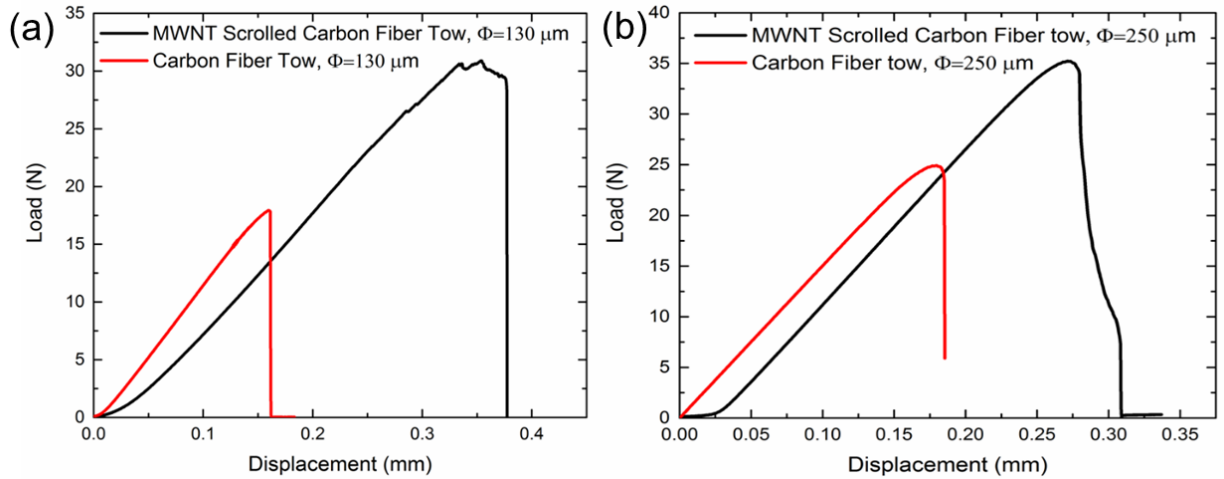 (a)
35
30
25
20
15
10
5
0
Load (N)
MWNT Scrolled Carbon Fiber Tow, Φ=130 μm
Carbon Fiber Tow, Φ=130 μm
0.0 0.1 0.2 0.3 0.4
Displacement (mm)
(b)
40
35
30
25
20
15
10
5
0
Load (N)
MWNT Scrolled Carbon Fiber tow, Φ=250 μm
Carbon Fiber tow, Φ=250 μm
0.00 0.05 0.10 0.15 0.20 0.25 0.30 0.35
Displacement (mm)